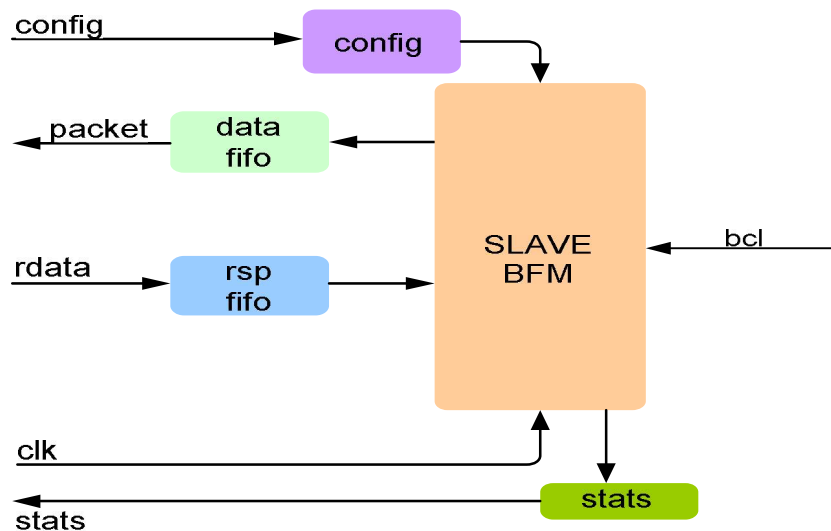 config
config
packet
data
fifo
SLAVE
BFM
bcl
rdata
rsp
fifo
clk
stats
stats